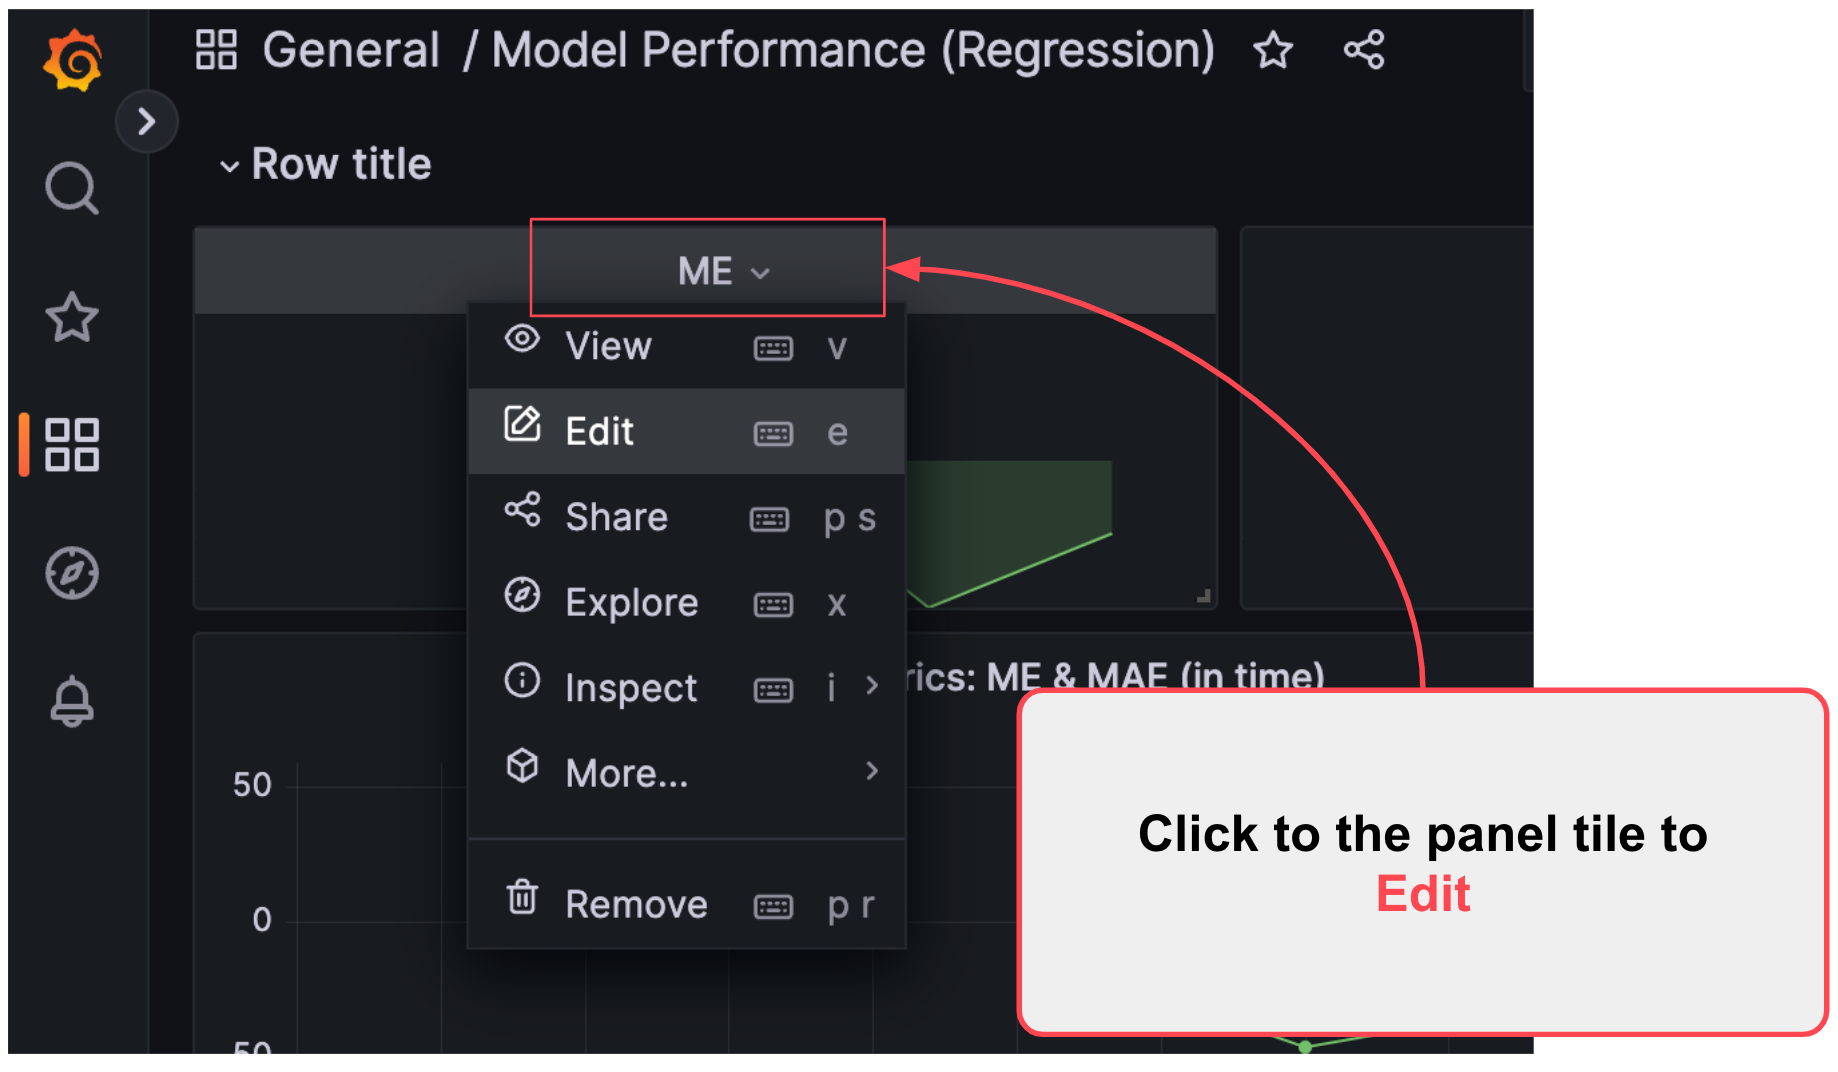 General / Model Performance (Regression)
Row title
ME
View v
Edit e
Share p s
Explore x
Inspect i
More...
Remove p r
rics: ME & MAE (in time)
50
0
50
Click to the panel tile to
Edit